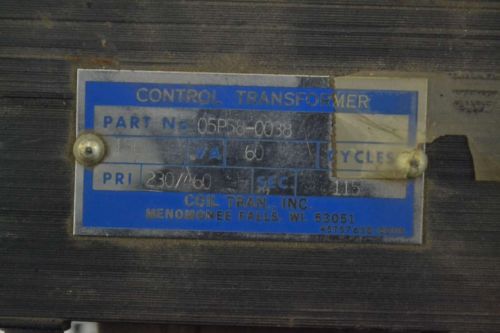 CONTROL TRANSFORMER
PART No 05P58-0038
VA 60 CYCLES
PRI 230/460 SEC 115
COIL TRAN., INC.
MENOMONEE FALLS, WI. 53051